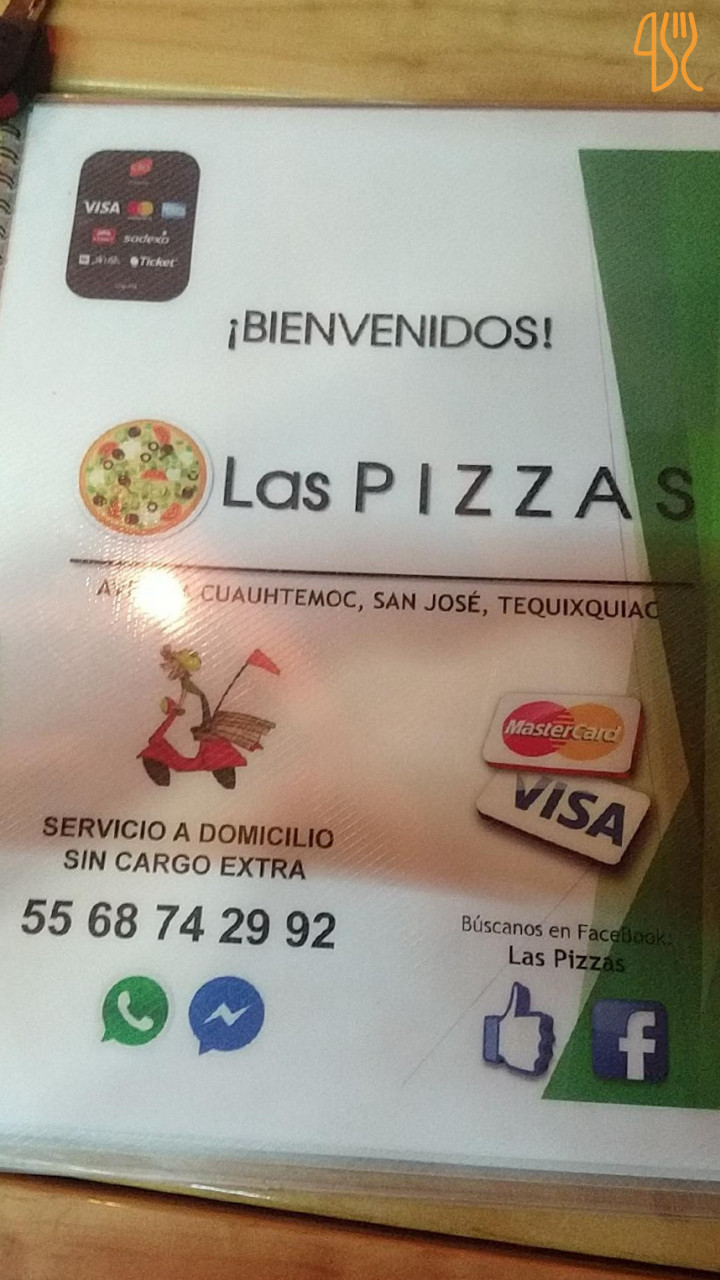 VISA
sodexo
Ticket
¡BIENVENIDOS!
Las PIZZAS
CUAUHTEMOC, SAN JOSÉ, TEQUIXQUIAC
MasterCard
VISA
SERVICIO A DOMICILIO
SIN CARGO EXTRA
55 68 74 29 92
Búscanos en FaceBook:
Las Pizzas